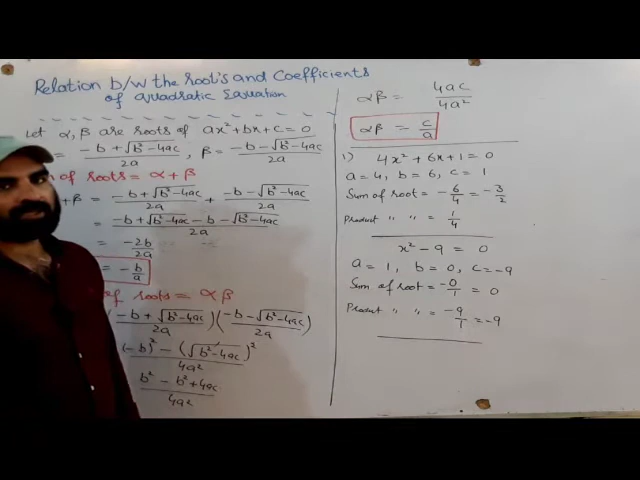 Relation b/w the roots and Coefficients
of quadratic Equation
Let α, β are roots of ax² + bx + c = 0
= -b + √b² - 4ac / 2a , β = -b - √b² - 4ac / 2a
of roots = α + β
+ β = -b + √b² - 4ac / 2a + -b - √b² - 4ac / 2a
= -b + √b² - 4ac - b - √b² - 4ac / 2a
= -2b / 2a
= -b/a
of roots = αβ
(-b + √b² - 4ac / 2a)(-b - √b² - 4ac / 2a)
(-b)² - (√b² - 4ac)² / 4a²
b² - b² + 4ac / 4a²
αβ = 4ac / 4a²
αβ = c/a
1) 4x² + 6x + 1 = 0
a = 4, b = 6, c = 1
Sum of root = -6/4 = -3/2
Product " " = 1/4
x² - 9 = 0
a = 1, b = 0, c = -9
Sum of root = -0/1 = 0
Product " " = -9/1 = -9